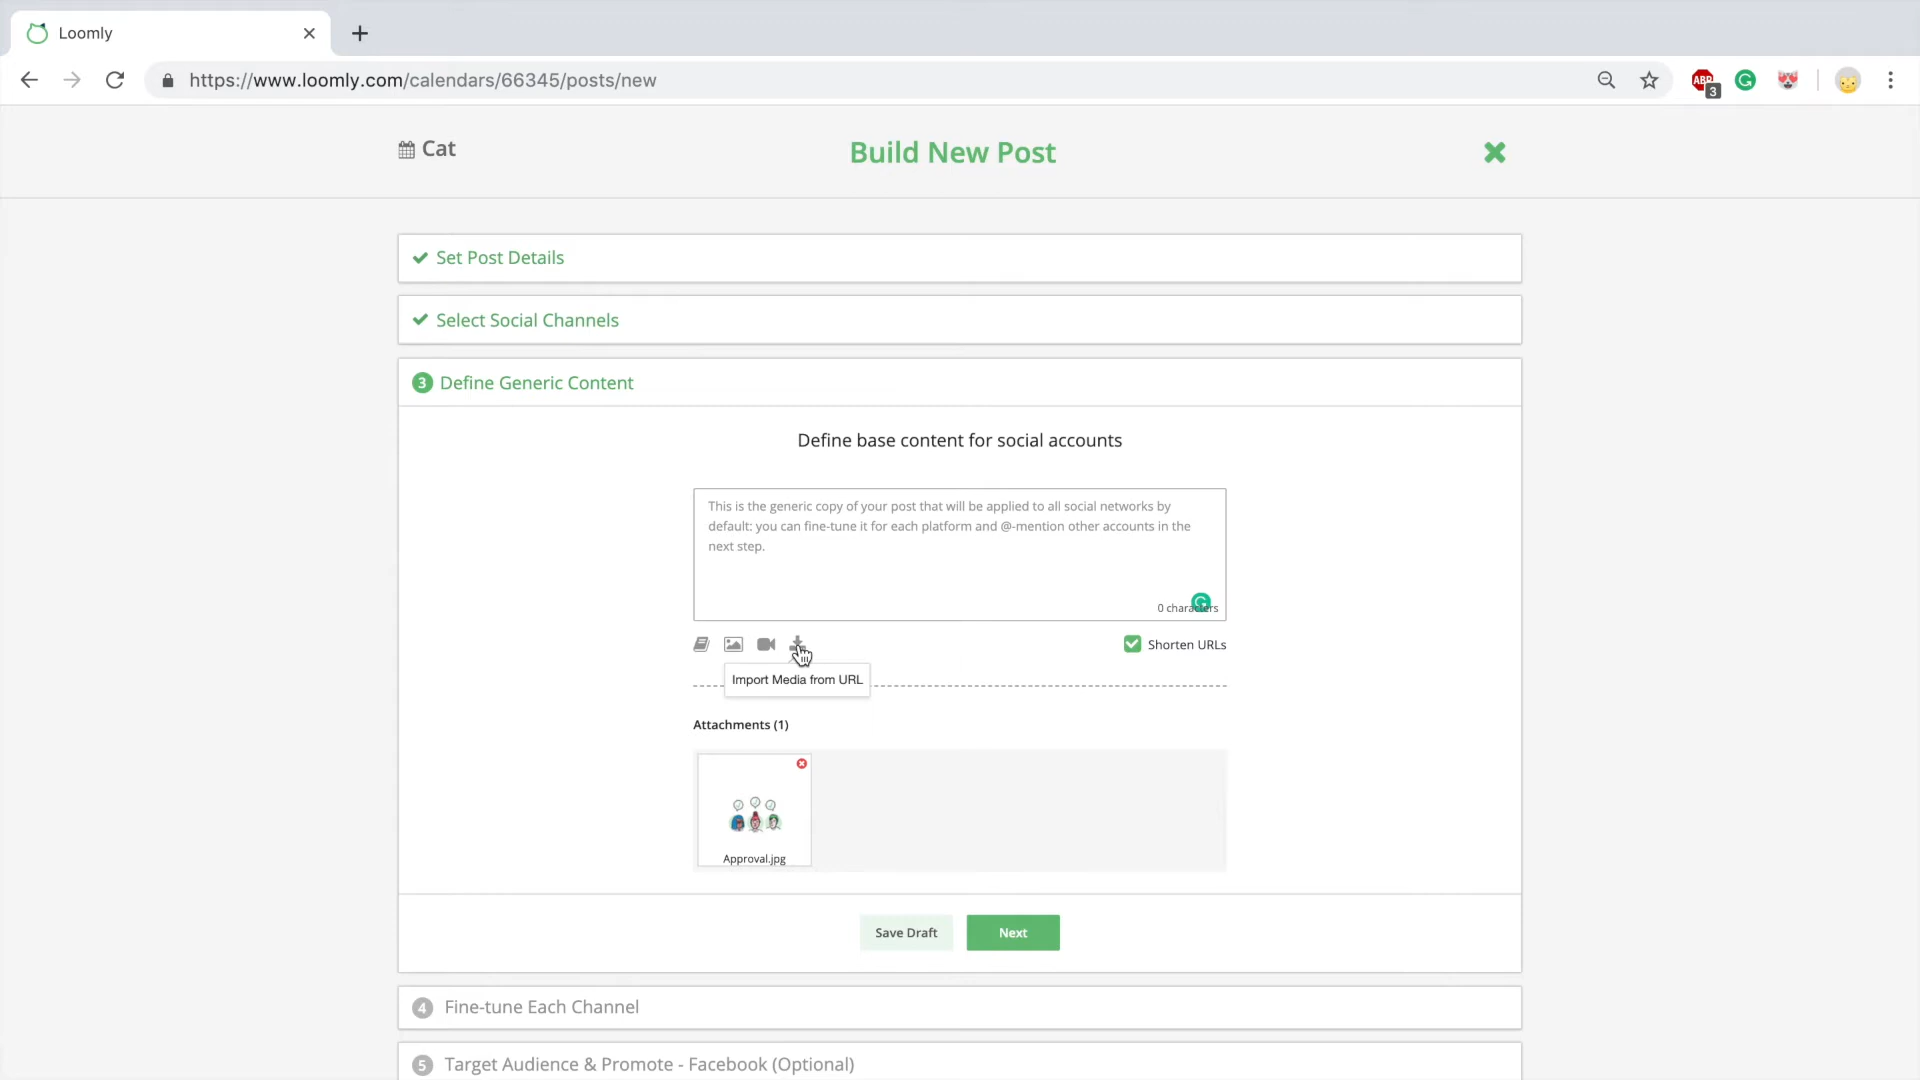 Loomly
https://www.loomly.com/calendars/66345/posts/new
ABP
3
Cat
Build New Post
Set Post Details
Select Social Channels
3 Define Generic Content
Define base content for social accounts
This is the generic copy of your post that will be applied to all social networks by
default: you can fine-tune it for each platform and @-mention other accounts in the
next step.
0 characters
Shorten URLs
Import Media from URL
Attachments (1)
Approval.jpg
Save Draft
Next
4 Fine-tune Each Channel
5 Target Audience & Promote - Facebook (Optional)